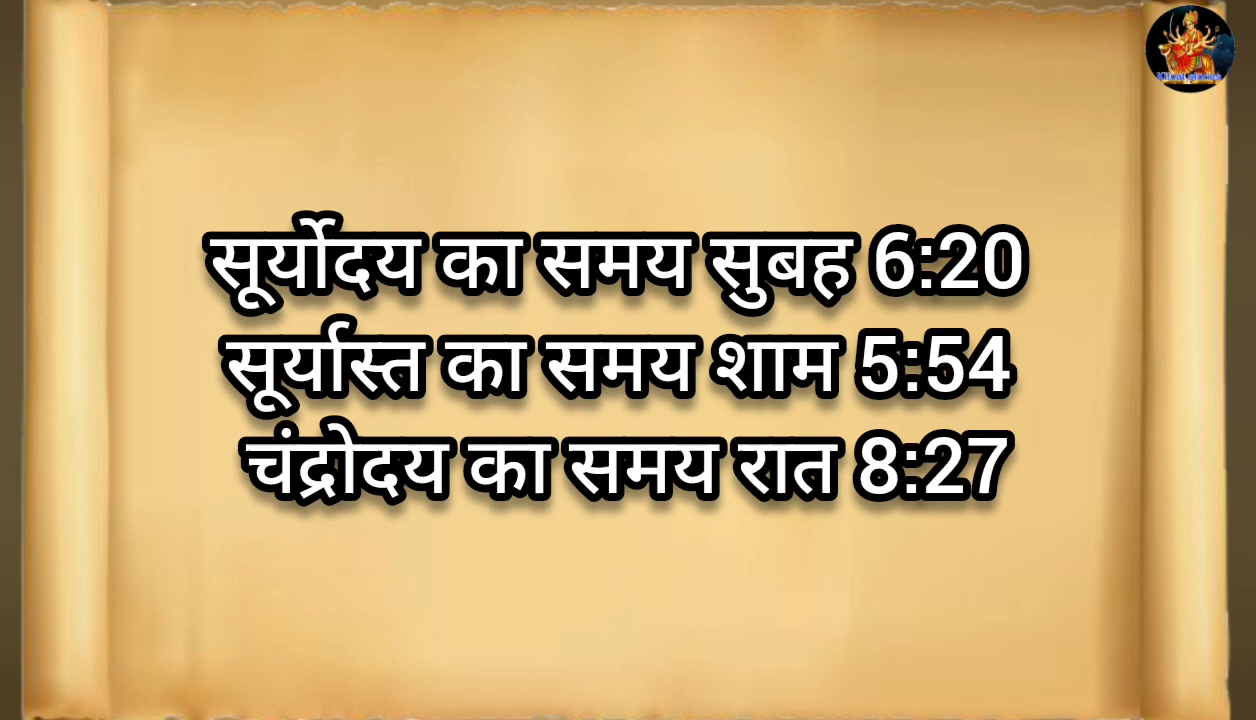 सूर्योदय का समय सुबह 6:20
सूर्यास्त का समय शाम 5:54
चंद्रोदय का समय रात 8:27